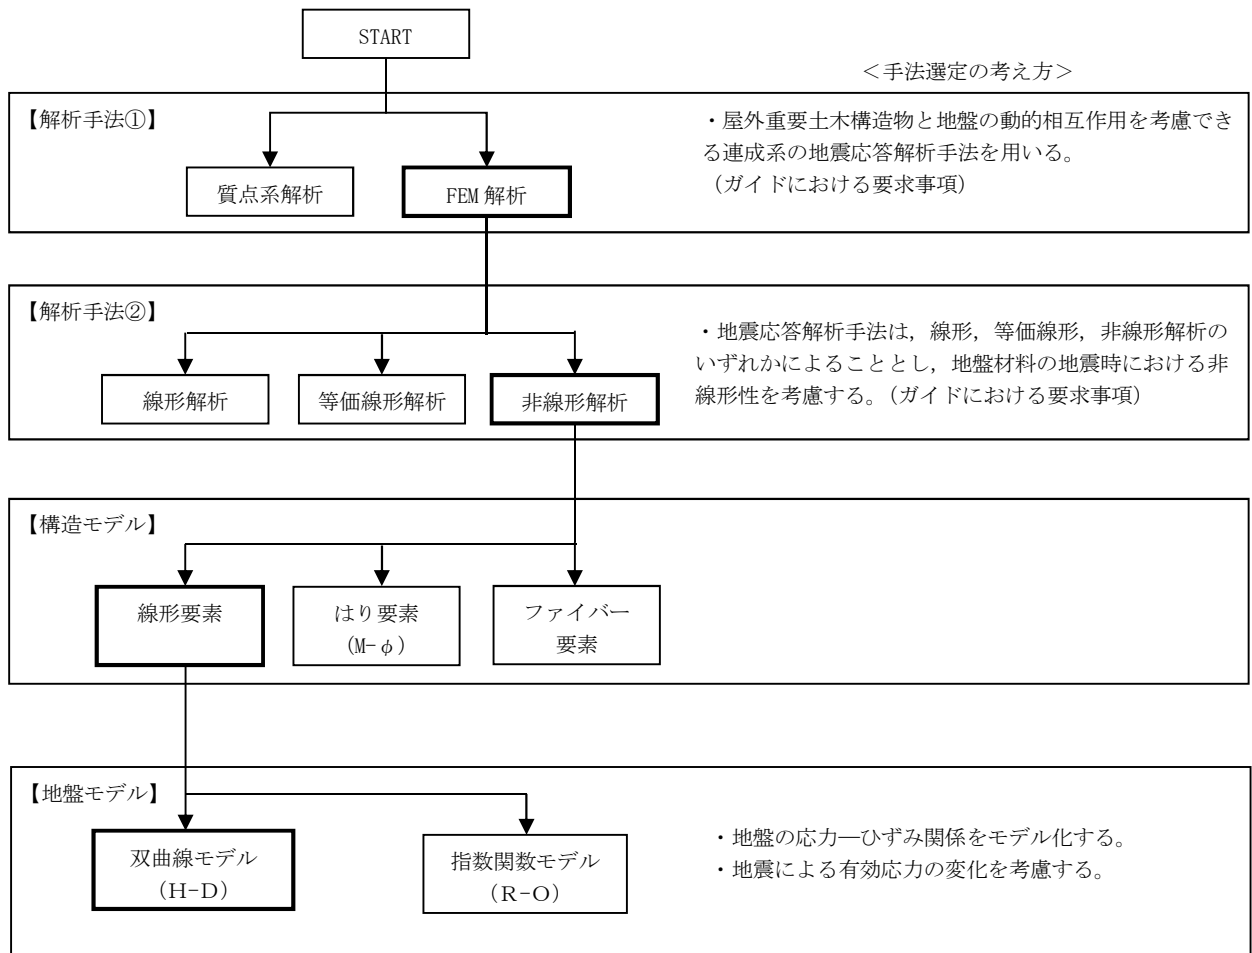 START
＜手法選定の考え方＞
【解析手法①】
・屋外重要土木構造物と地盤の動的相互作用を考慮でき
る連成系の地震応答解析手法を用いる。
（ガイドにおける要求事項）
質点系解析
FEM 解析
【解析手法②】
・地震応答解析手法は，線形，等価線形，非線形解析の
いずれかによることとし，地盤材料の地震時における非
線形性を考慮する。（ガイドにおける要求事項）
線形解析
等価線形解析
非線形解析
【構造モデル】
線形要素
はり要素
(M-φ)
ファイバー
要素
【地盤モデル】
双曲線モデル
（H-D）
指数関数モデル
（R-O）
・地盤の応力―ひずみ関係をモデル化する。
・地震による有効応力の変化を考慮する。